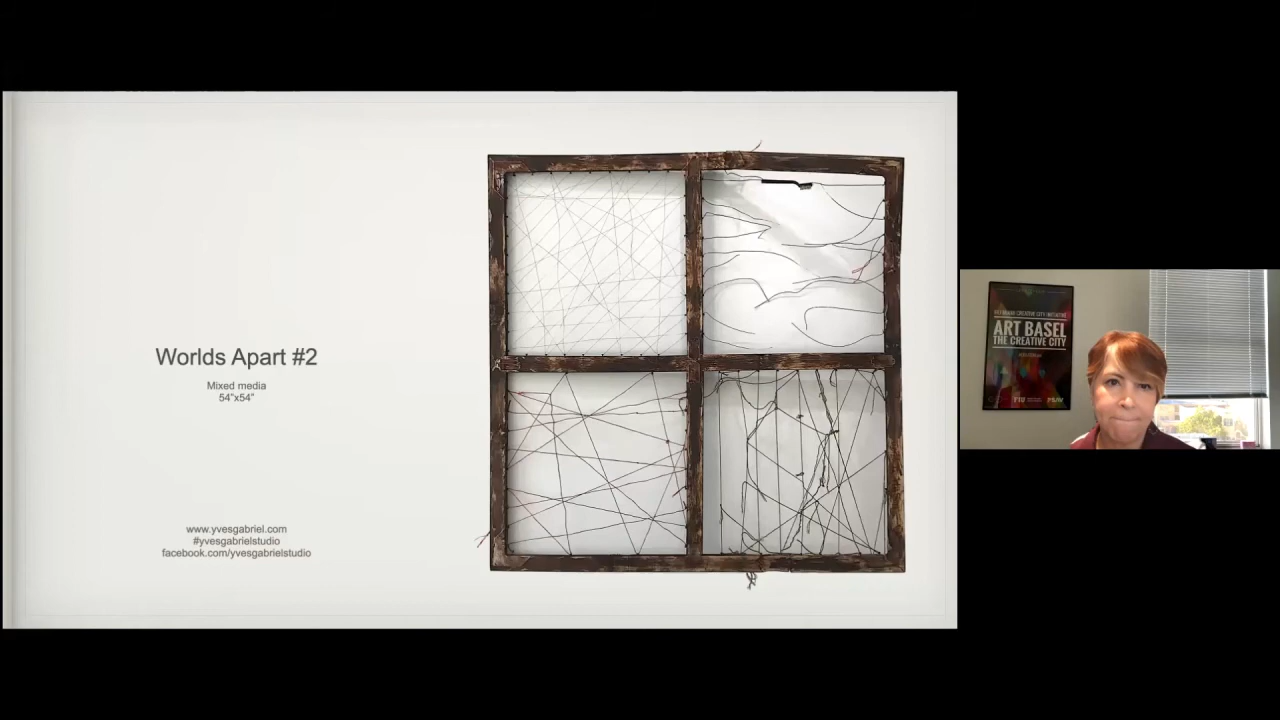 Worlds Apart #2
Mixed media
54"x54"
www.yvesgabriel.com
#yvesgabrielstudio
facebook.com/yvesgabrielstudio
ART BASEL
THE CREATIVE CITY